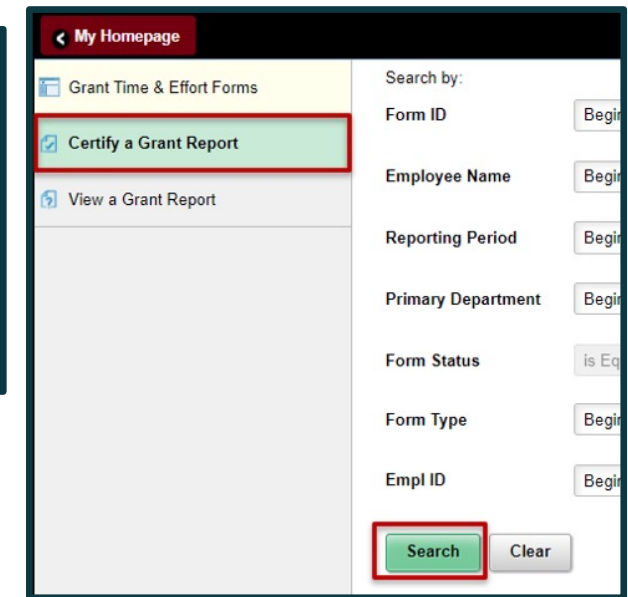 My Homepage
Grant Time & Effort Forms
Certify a Grant Report
View a Grant Report
Search by:
Form ID
Employee Name
Reporting Period
Primary Department
Form Status
Form Type
Empl ID
Search Clear